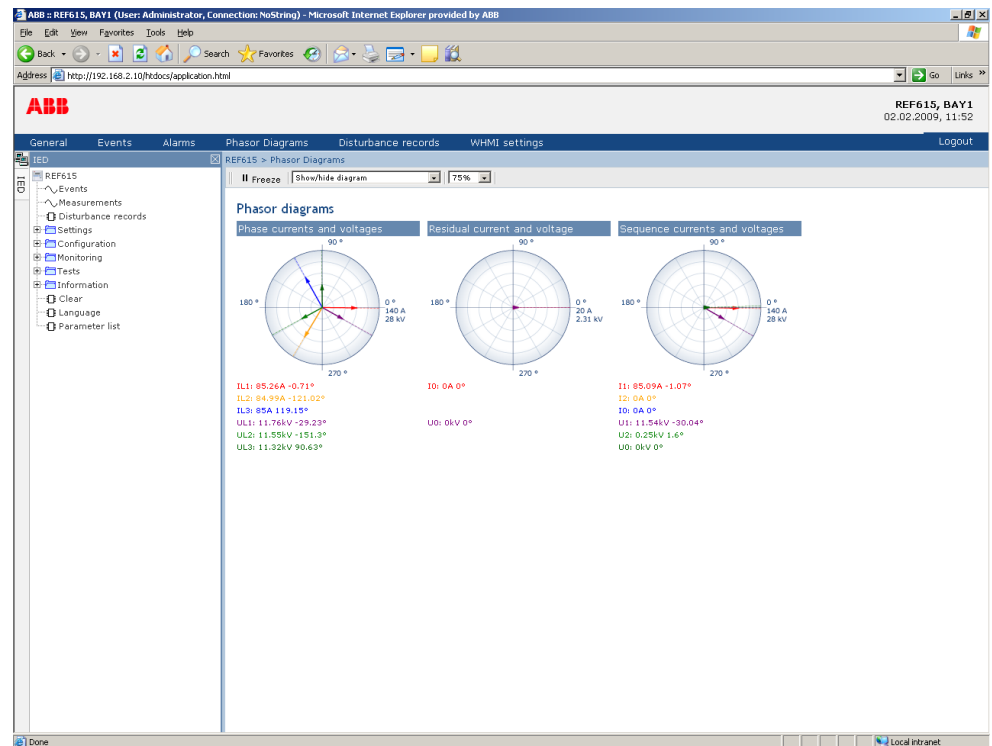 ABB :: REF615, BAY1 (User: Administrator, Connection: NoString) - Microsoft Internet Explorer provided by ABB
File Edit View Favorites Tools Help
Back Search Favorites
Address http://192.168.2.10/htdocs/application.html Go Links »
ABB
REF615, BAY1
02.02.2009, 11:52
General Events Alarms Phasor Diagrams Disturbance records WHMI settings Logout
IED
IED
REF615
Events
Measurements
Disturbance records
Settings
Configuration
Monitoring
Tests
Information
Clear
Language
Parameter list
REF615 > Phasor Diagrams
Freeze Show/hide diagram 75%
Phasor diagrams
Phase currents and voltages
90 °
180 °
0 °
140 A
28 kV
270 °
IL1: 85.26A -0.71°
IL2: 84.99A -121.02°
IL3: 85A 119.15°
UL1: 11.76kV -29.23°
UL2: 11.55kV -151.3°
UL3: 11.32kV 90.63°
Residual current and voltage
90 °
180 °
0 °
20 A
2.31 kV
270 °
I0: 0A 0°
U0: 0kV 0°
Sequence currents and voltages
90 °
180 °
0 °
140 A
28 kV
270 °
I1: 85.09A -1.07°
I2: 0A 0°
I0: 0A 0°
U1: 11.54kV -30.04°
U2: 0.25kV 1.6°
U0: 0kV 0°
Done
Local intranet